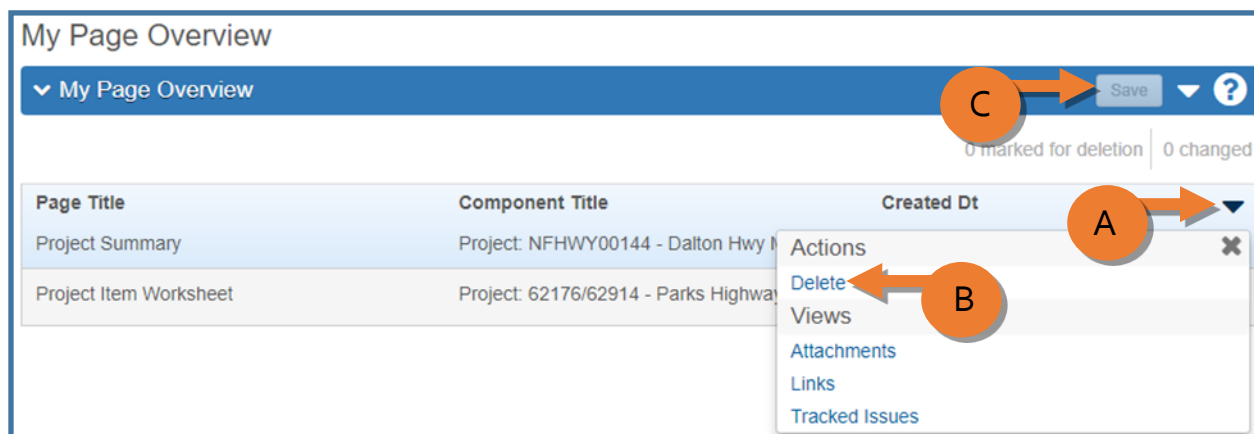 My Page Overview
My Page Overview
C
Save
?
0 marked for deletion
0 changed
Page Title
Component Title
Created Dt
A
Project Summary
Project: NFHWY00144 - Dalton Hwy
Actions
Project Item Worksheet
Project: 62176/62914 - Parks Highway
Delete
B
Views
Attachments
Links
Tracked Issues